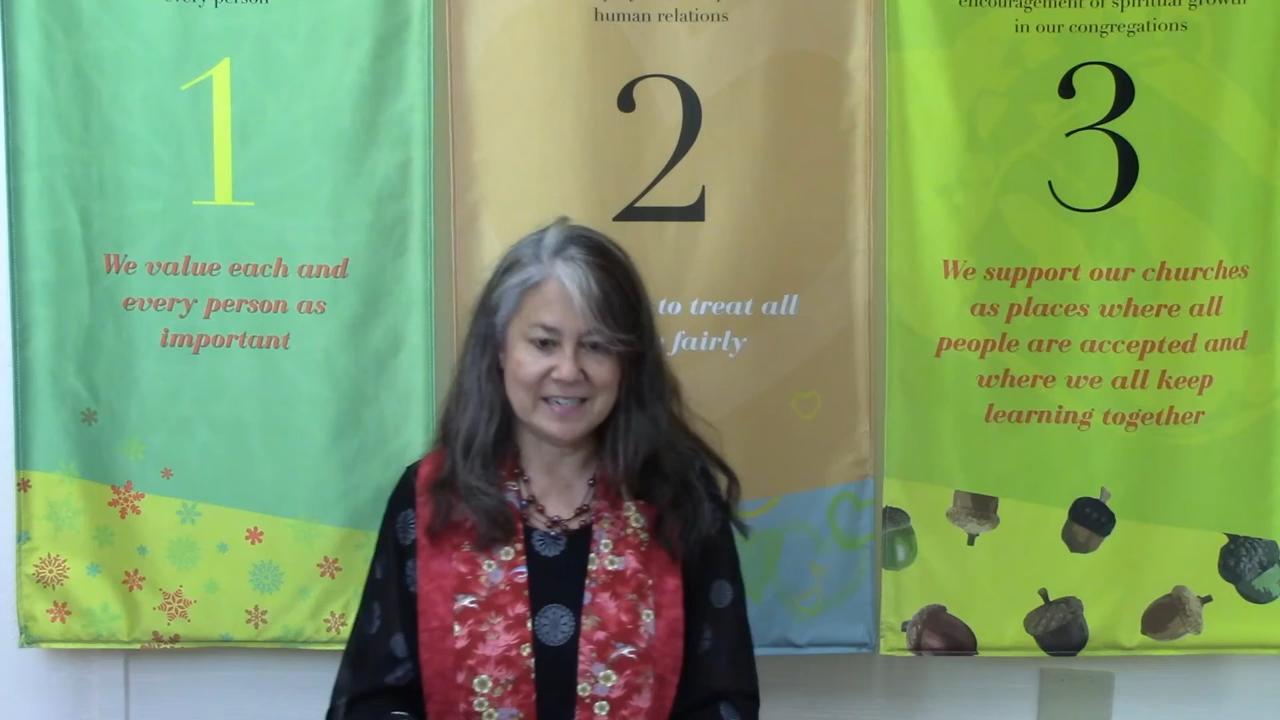 every person
1
We value each and
every person as
important
human relations
2
to treat all
fairly
encouragement of spiritual growth
in our congregations
3
We support our churches
as places where all
people are accepted and
where we all keep
learning together